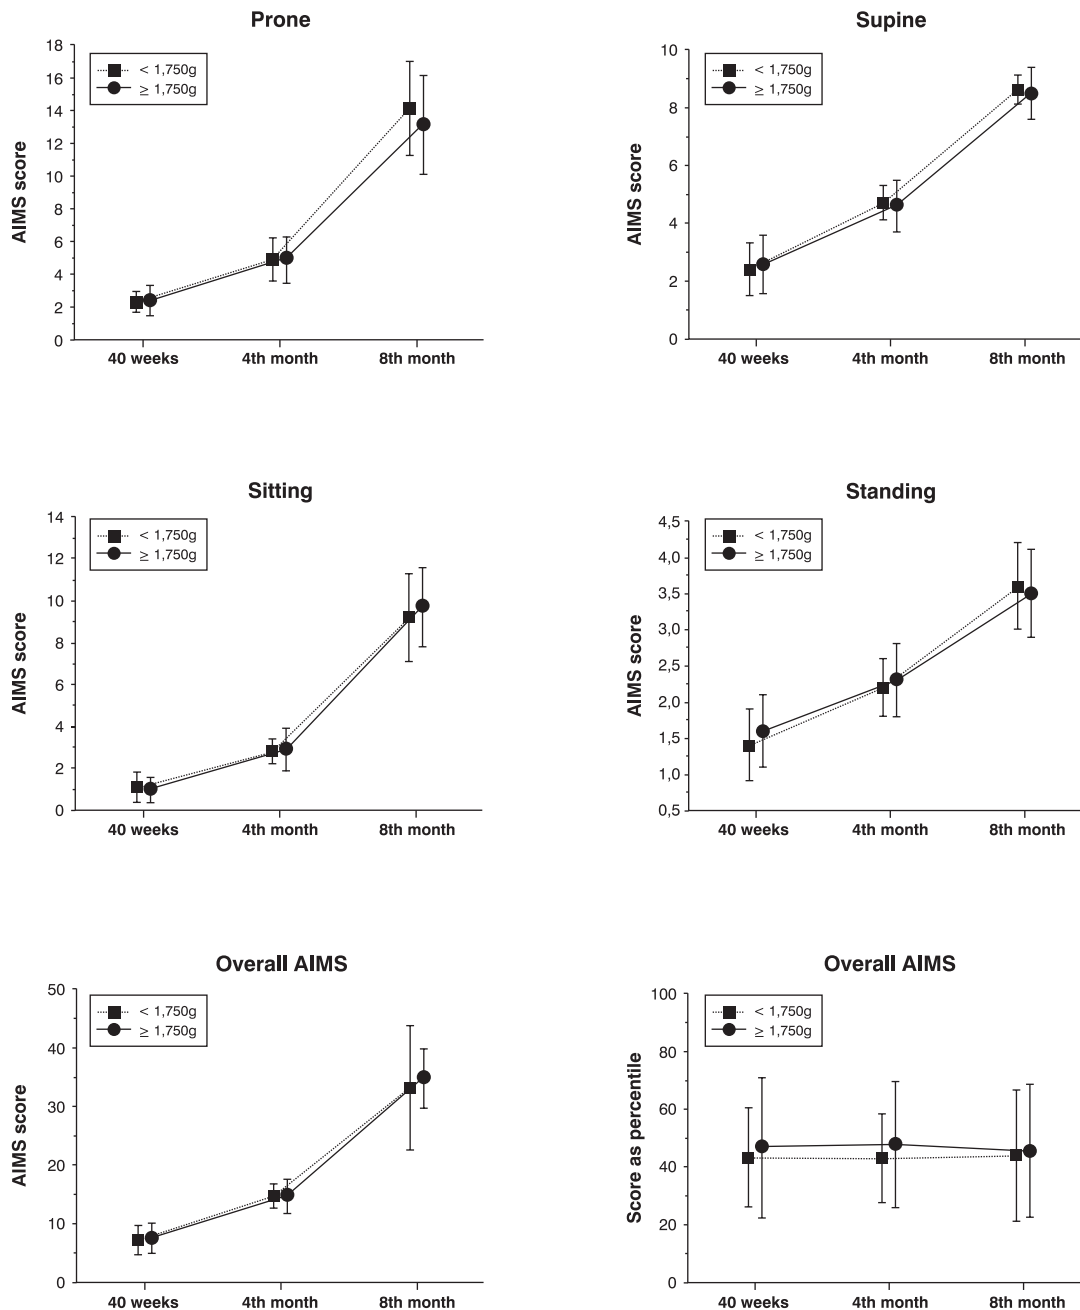 Prone
AIMS score
18
16
14
12
10
8
6
4
2
0
< 1,750g
≥ 1,750g
40 weeks 4th month 8th month
Supine
AIMS score
10
8
6
4
2
0
< 1,750g
≥ 1,750g
40 weeks 4th month 8th month
Sitting
AIMS score
14
12
10
8
6
4
2
0
< 1,750g
≥ 1,750g
40 weeks 4th month 8th month
Standing
AIMS score
4,5
4,0
3,5
3,0
2,5
2,0
1,5
1,0
0,5
< 1,750g
≥ 1,750g
40 weeks 4th month 8th month
Overall AIMS
AIMS score
50
40
30
20
10
0
< 1,750g
≥ 1,750g
40 weeks 4th month 8th month
Overall AIMS
Score as percentile
100
80
60
40
20
0
< 1,750g
≥ 1,750g
40 weeks 4th month 8th month